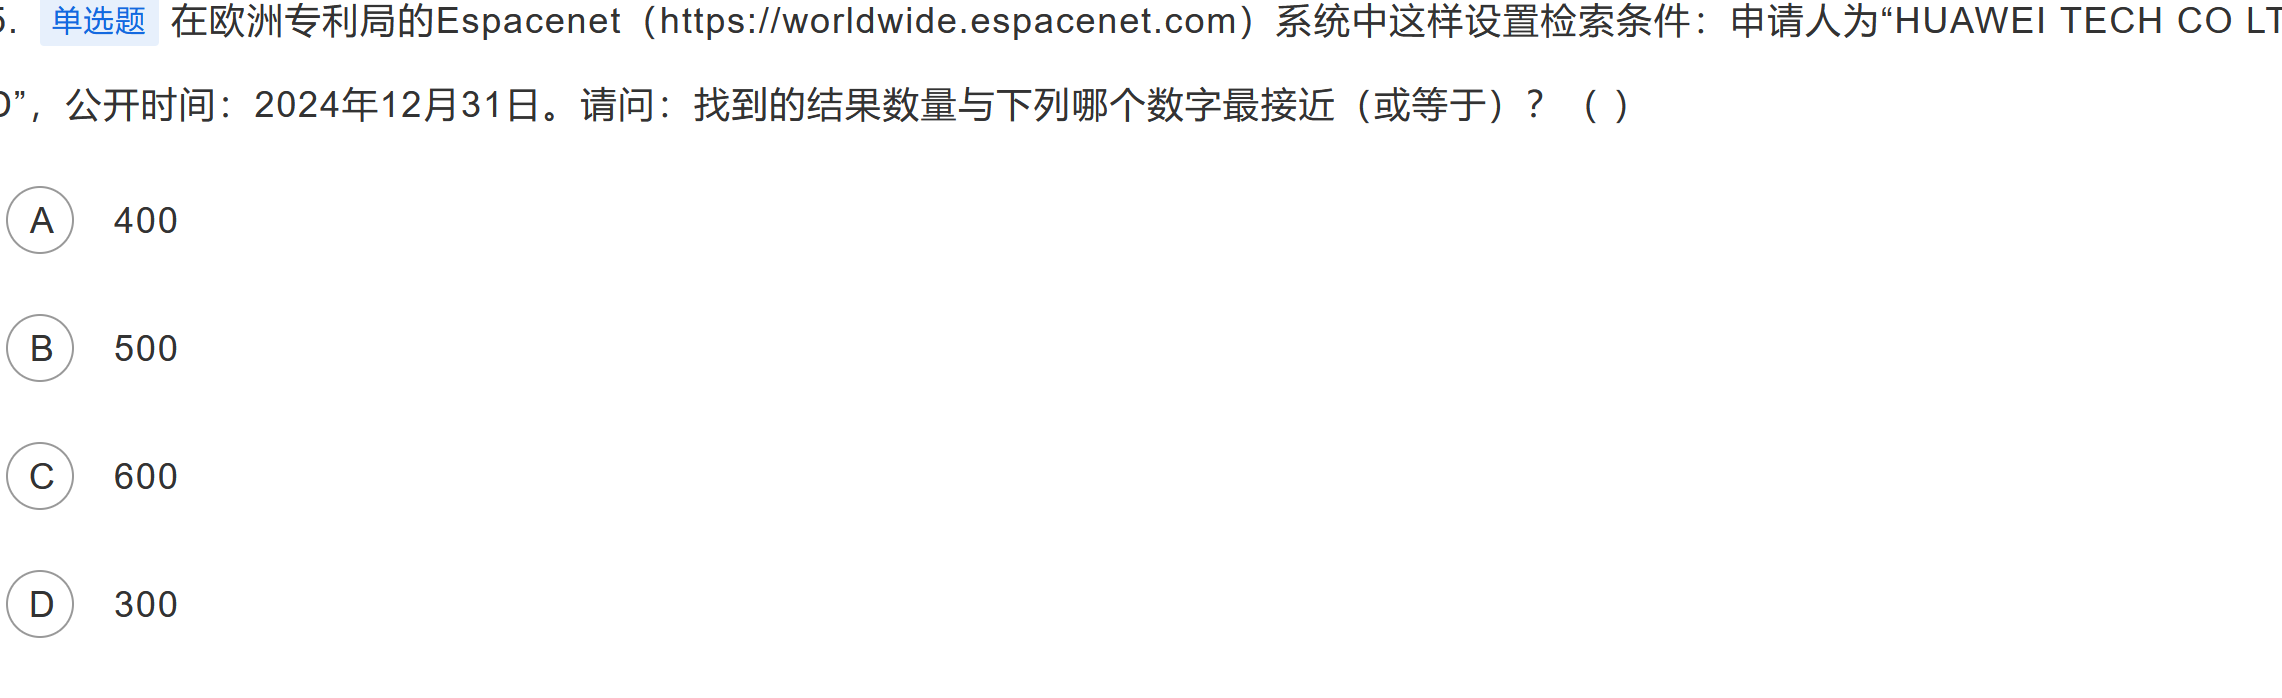 5. 单选题 在欧洲专利局的Espacenet（https://worldwide.espacenet.com）系统中这样设置检索条件：申请人为“HUAWEI TECH CO LT
D”，公开时间：2024年12月31日。请问：找到的结果数量与下列哪个数字最接近（或等于）？（ ）
A 400
B 500
C 600
D 300